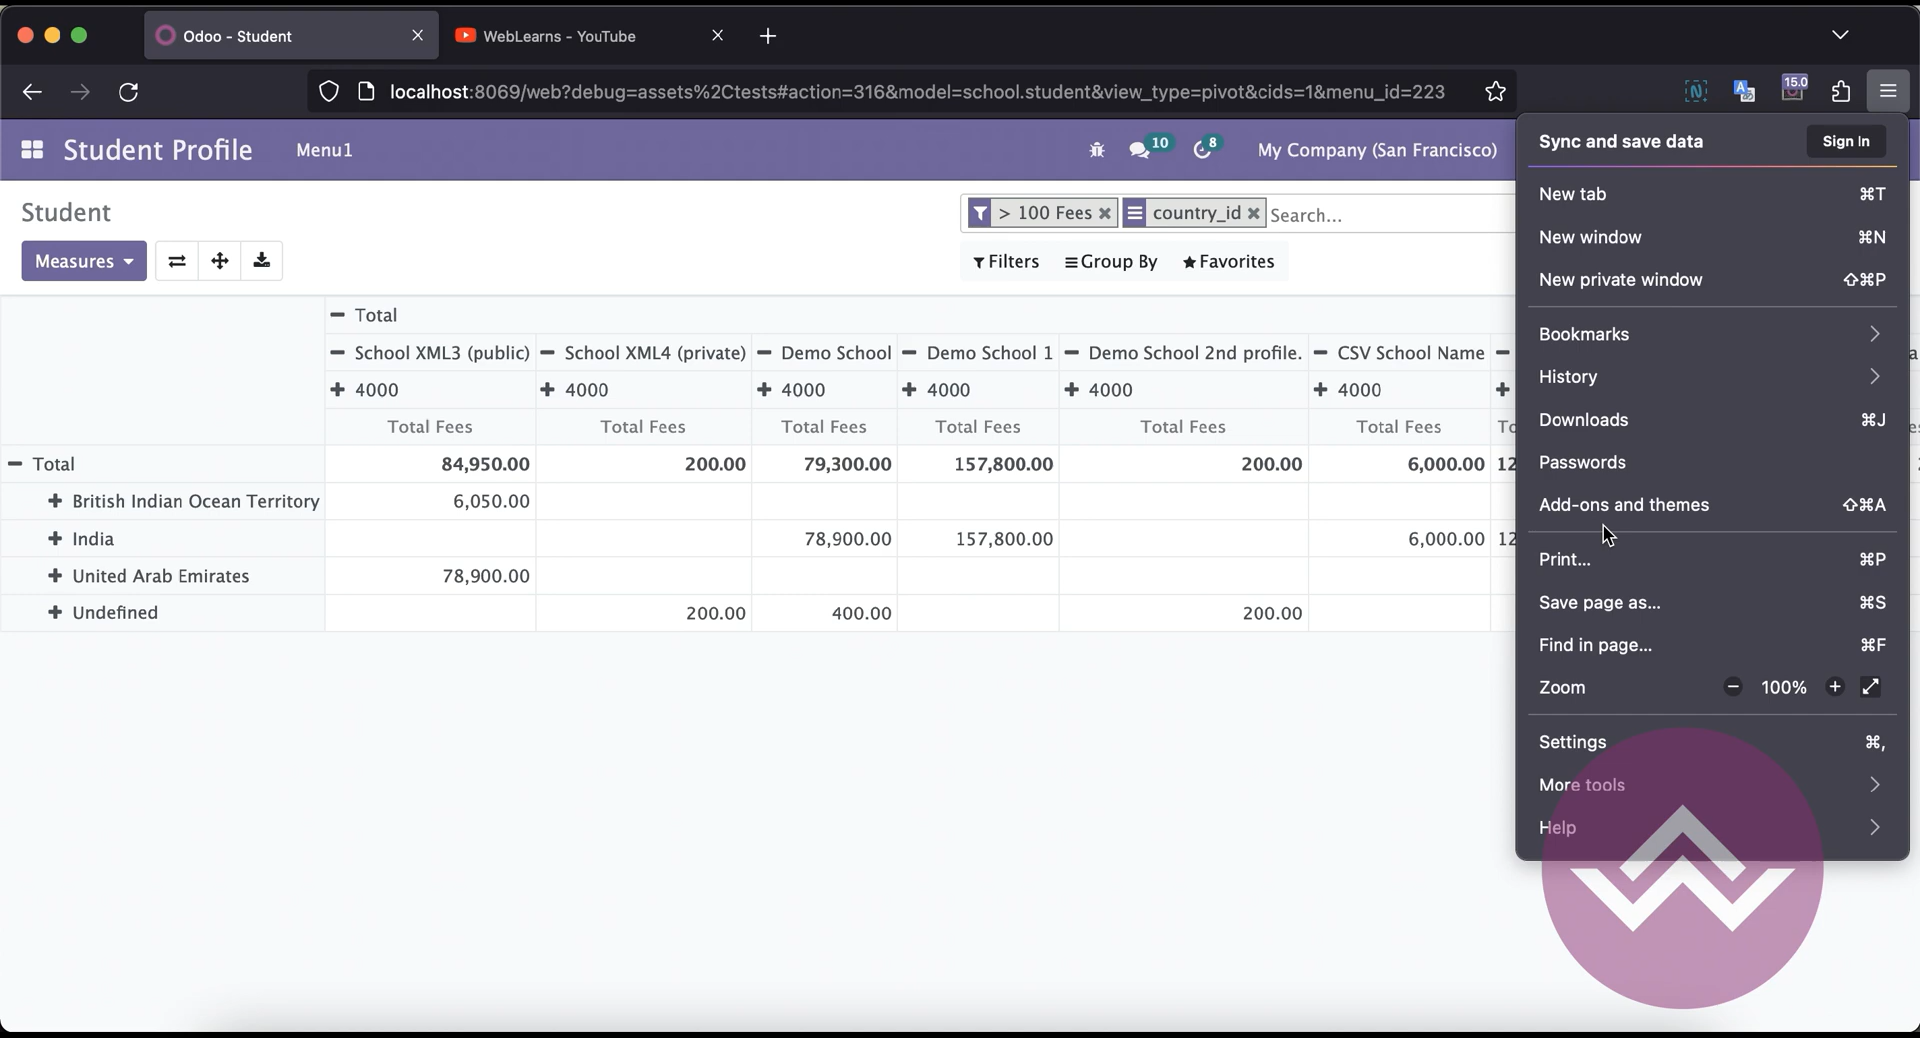 Odoo - Student
WebLearns - YouTube
localhost:8069/web?debug=assets%2Ctests#action=316&model=school.student&view_type=pivot&cids=1&menu_id=223
15.0
Student Profile
Menu1
10
8
My Company (San Francisco)
Student
> 100 Fees
country_id
Search...
Measures
Filters
Group By
Favorites
Total
School XML3 (public) School XML4 (private) Demo School Demo School 1 Demo School 2nd profile. CSV School Name
4000 4000 4000 4000 4000 4000
Total Fees Total Fees Total Fees Total Fees Total Fees Total Fees
Total 84,950.00 200.00 79,300.00 157,800.00 200.00 6,000.00 12
British Indian Ocean Territory 6,050.00
India 78,900.00 157,800.00 6,000.00 12
United Arab Emirates 78,900.00
Undefined 200.00 400.00 200.00
Sync and save data Sign In
New tab ⌘T
New window ⌘N
New private window ⇧⌘P
Bookmarks
History
Downloads ⌘J
Passwords
Add-ons and themes ⇧⌘A
Print... ⌘P
Save page as... ⌘S
Find in page... ⌘F
Zoom − 100% +
Settings ⌘,
More tools
Help